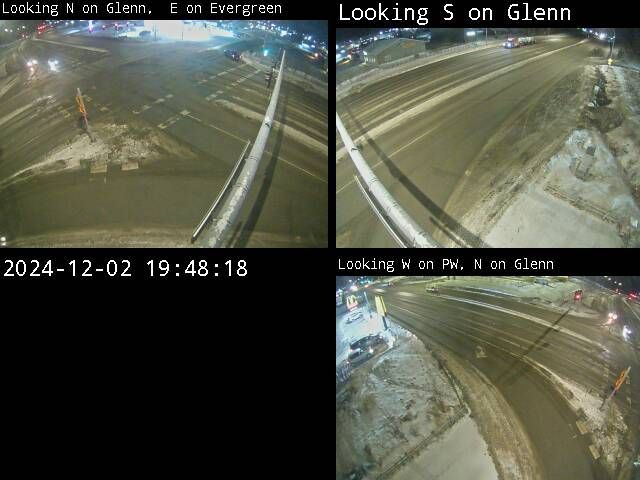 Looking N on Glenn,  E on Evergreen
Looking S on Glenn
2024-12-02 19:48:18
Looking W on PW, N on Glenn